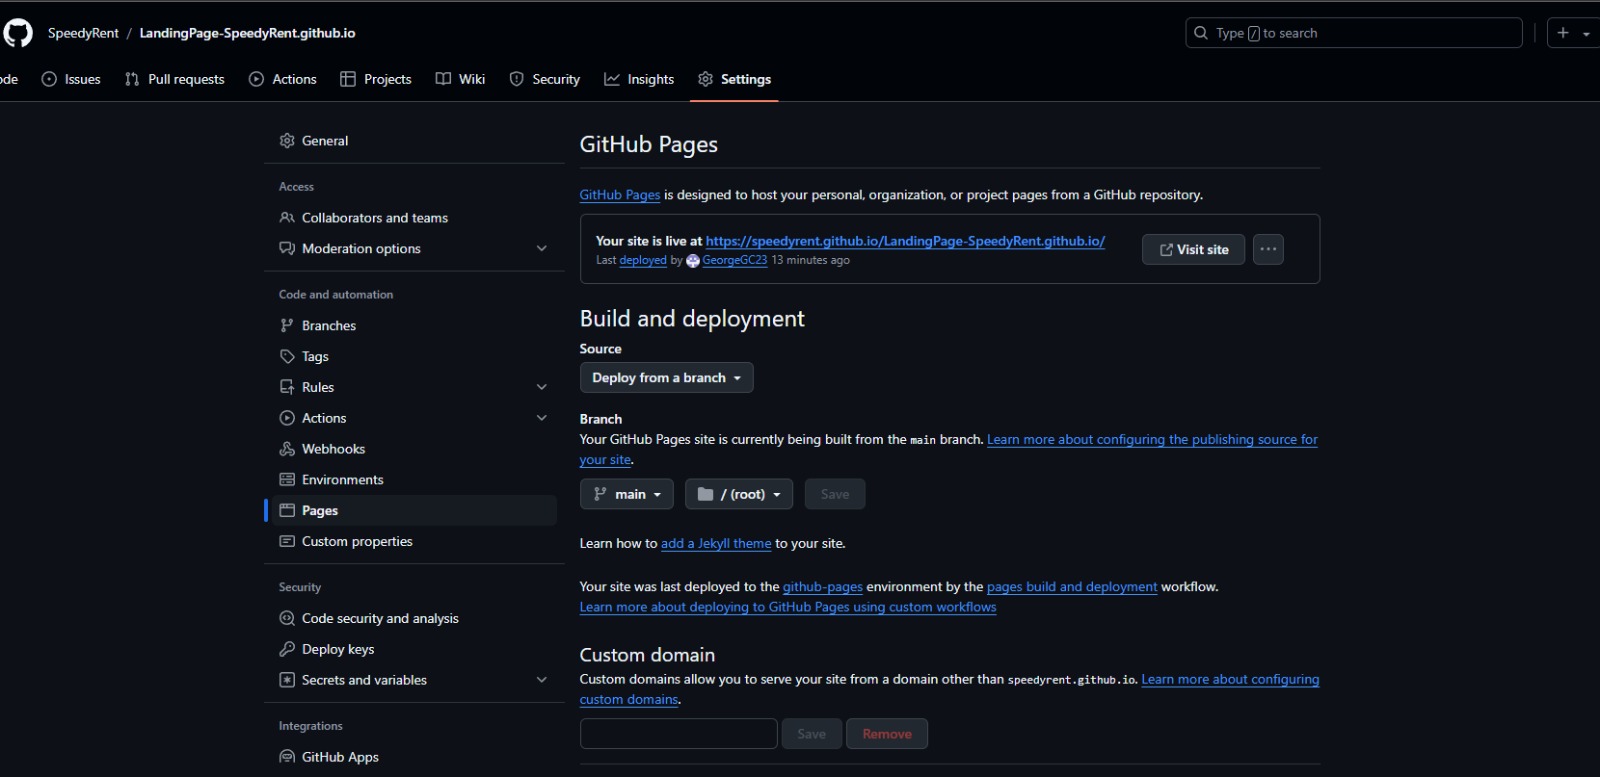 SpeedyRent / LandingPage-SpeedyRent.github.io
Type / to search
ode Issues Pull requests Actions Projects Wiki Security Insights Settings
General
Access
Collaborators and teams
Moderation options
Code and automation
Branches
Tags
Rules
Actions
Webhooks
Environments
Pages
Custom properties
Security
Code security and analysis
Deploy keys
Secrets and variables
Integrations
GitHub Apps
GitHub Pages
GitHub Pages is designed to host your personal, organization, or project pages from a GitHub repository.
Your site is live at https://speedyrent.github.io/LandingPage-SpeedyRent.github.io/
Last deployed by GeorgeGC23 13 minutes ago
Visit site
Build and deployment
Source
Deploy from a branch
Branch
Your GitHub Pages site is currently being built from the main branch. Learn more about configuring the publishing source for
your site.
main / (root) Save
Learn how to add a Jekyll theme to your site.
Your site was last deployed to the github-pages environment by the pages build and deployment workflow.
Learn more about deploying to GitHub Pages using custom workflows
Custom domain
Custom domains allow you to serve your site from a domain other than speedyrent.github.io. Learn more about configuring
custom domains.
Save Remove